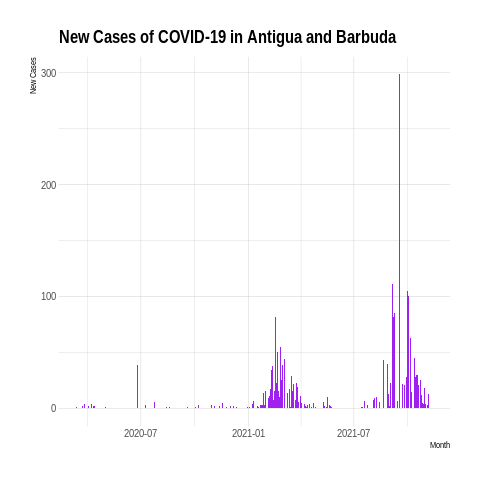 New Cases of COVID-19 in Antigua and Barbuda
New Cases
300
200
100
0
2020-07 2021-01 2021-07
Month